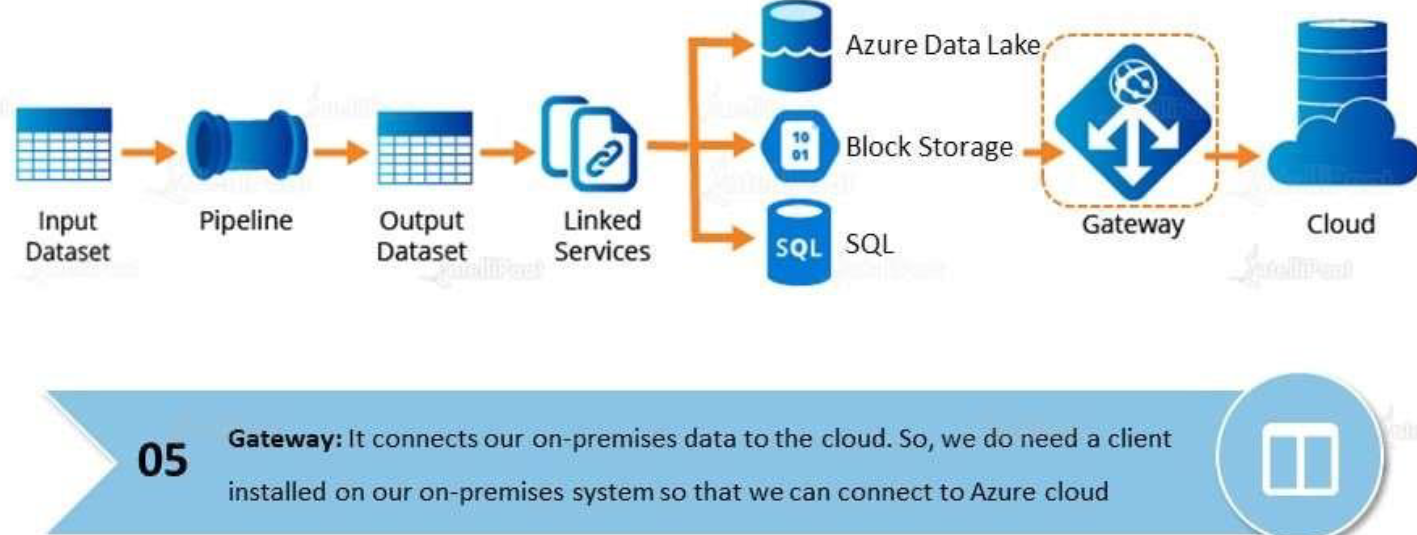 Azure Data Lake
10
01
Block Storage
SQL
SQL
Input
Dataset
Pipeline
Output
Dataset
Linked
Services
Gateway
Cloud
05
Gateway: It connects our on-premises data to the cloud. So, we do need a client
installed on our on-premises system so that we can connect to Azure cloud